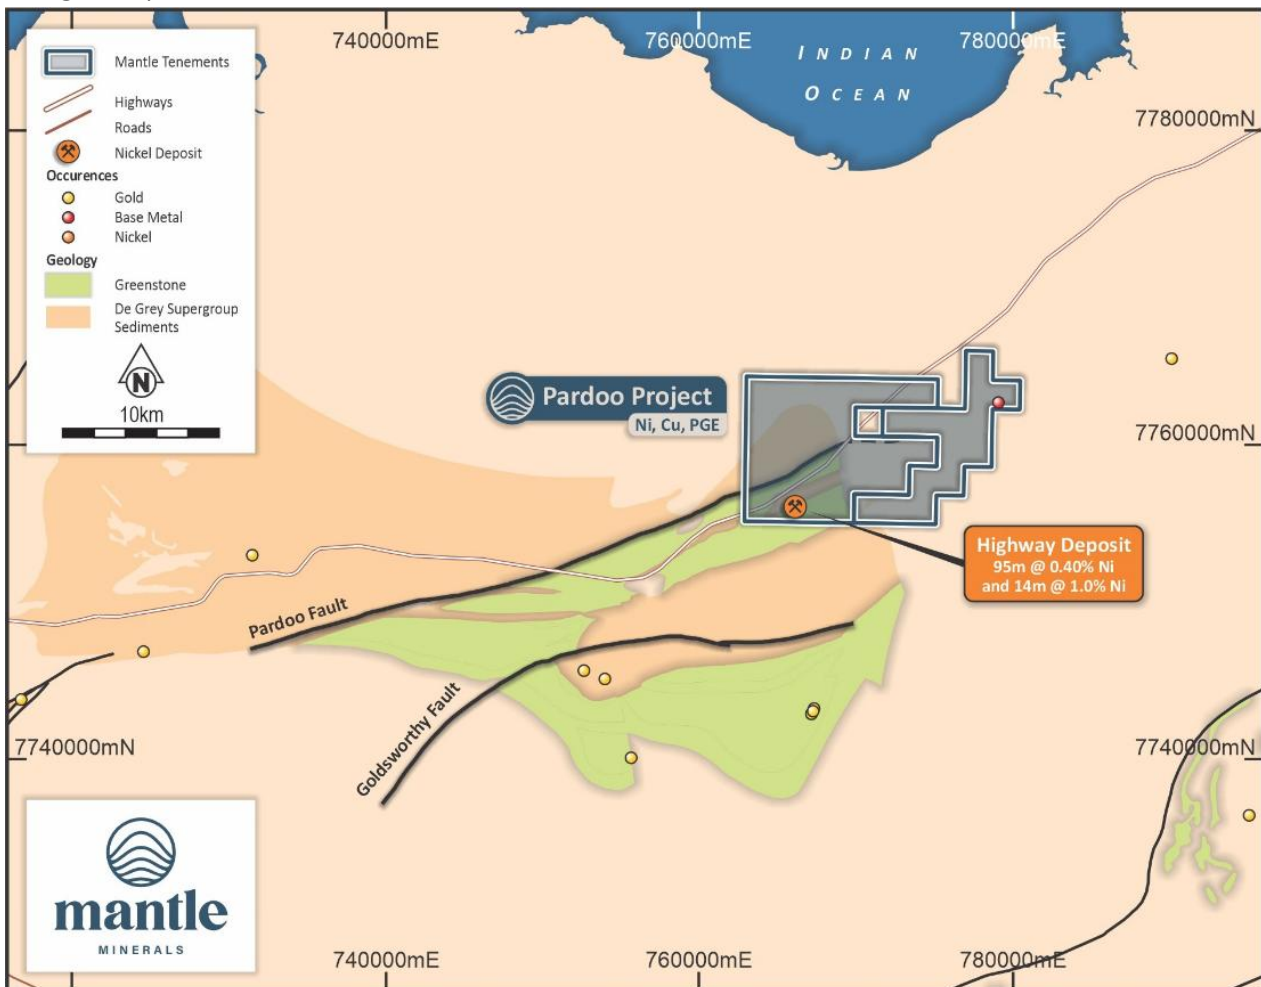 740000mE
760000mE
780000mE
INDIAN
OCEAN
7780000mN
Mantle Tenements
Highways
Roads
Nickel Deposit
Occurences
Gold
Base Metal
Nickel
Geology
Greenstone
De Grey Supergroup
Sediments
N
10km
Pardoo Project
Ni, Cu, PGE
7760000mN
Highway Deposit
95m @ 0.40% Ni
and 14m @ 1.0% Ni
Pardoo Fault
Goldsworthy Fault
7740000mN
7740000mN
mantle
MINERALS
740000mE
760000mE
780000mE